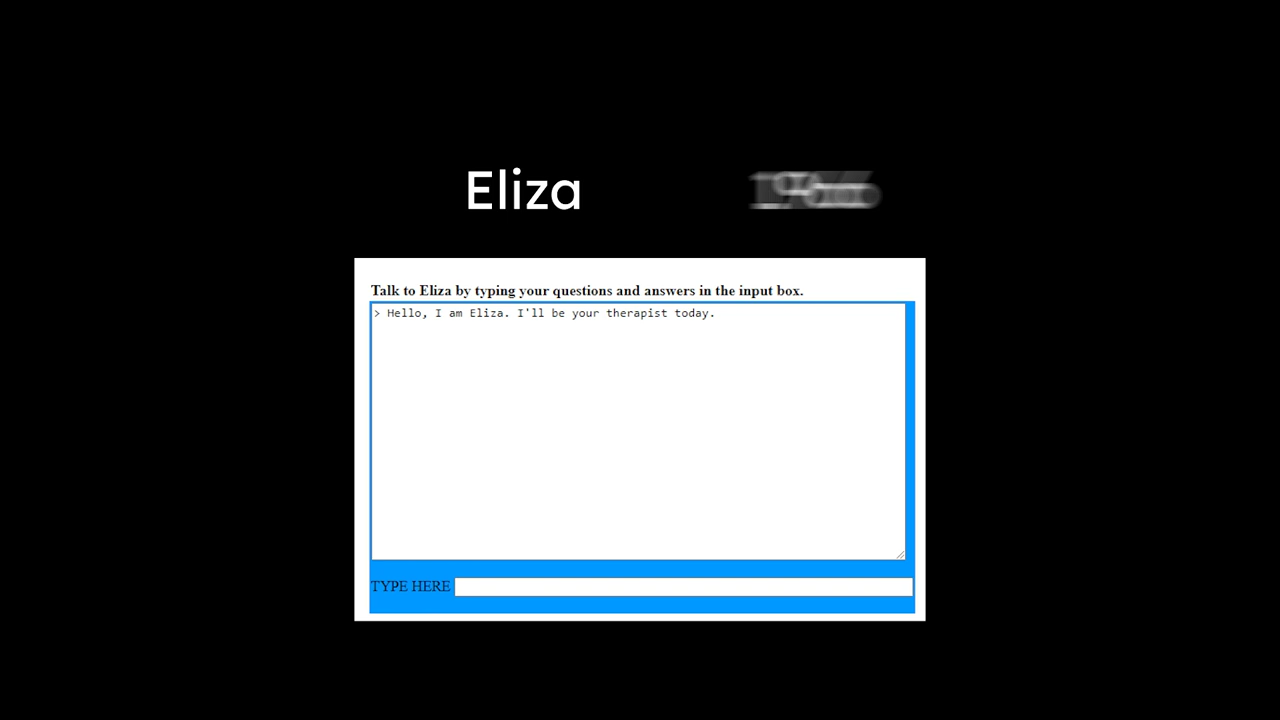 Eliza
Talk to Eliza by typing your questions and answers in the input box.
> Hello, I am Eliza. I'll be your therapist today.
TYPE HERE